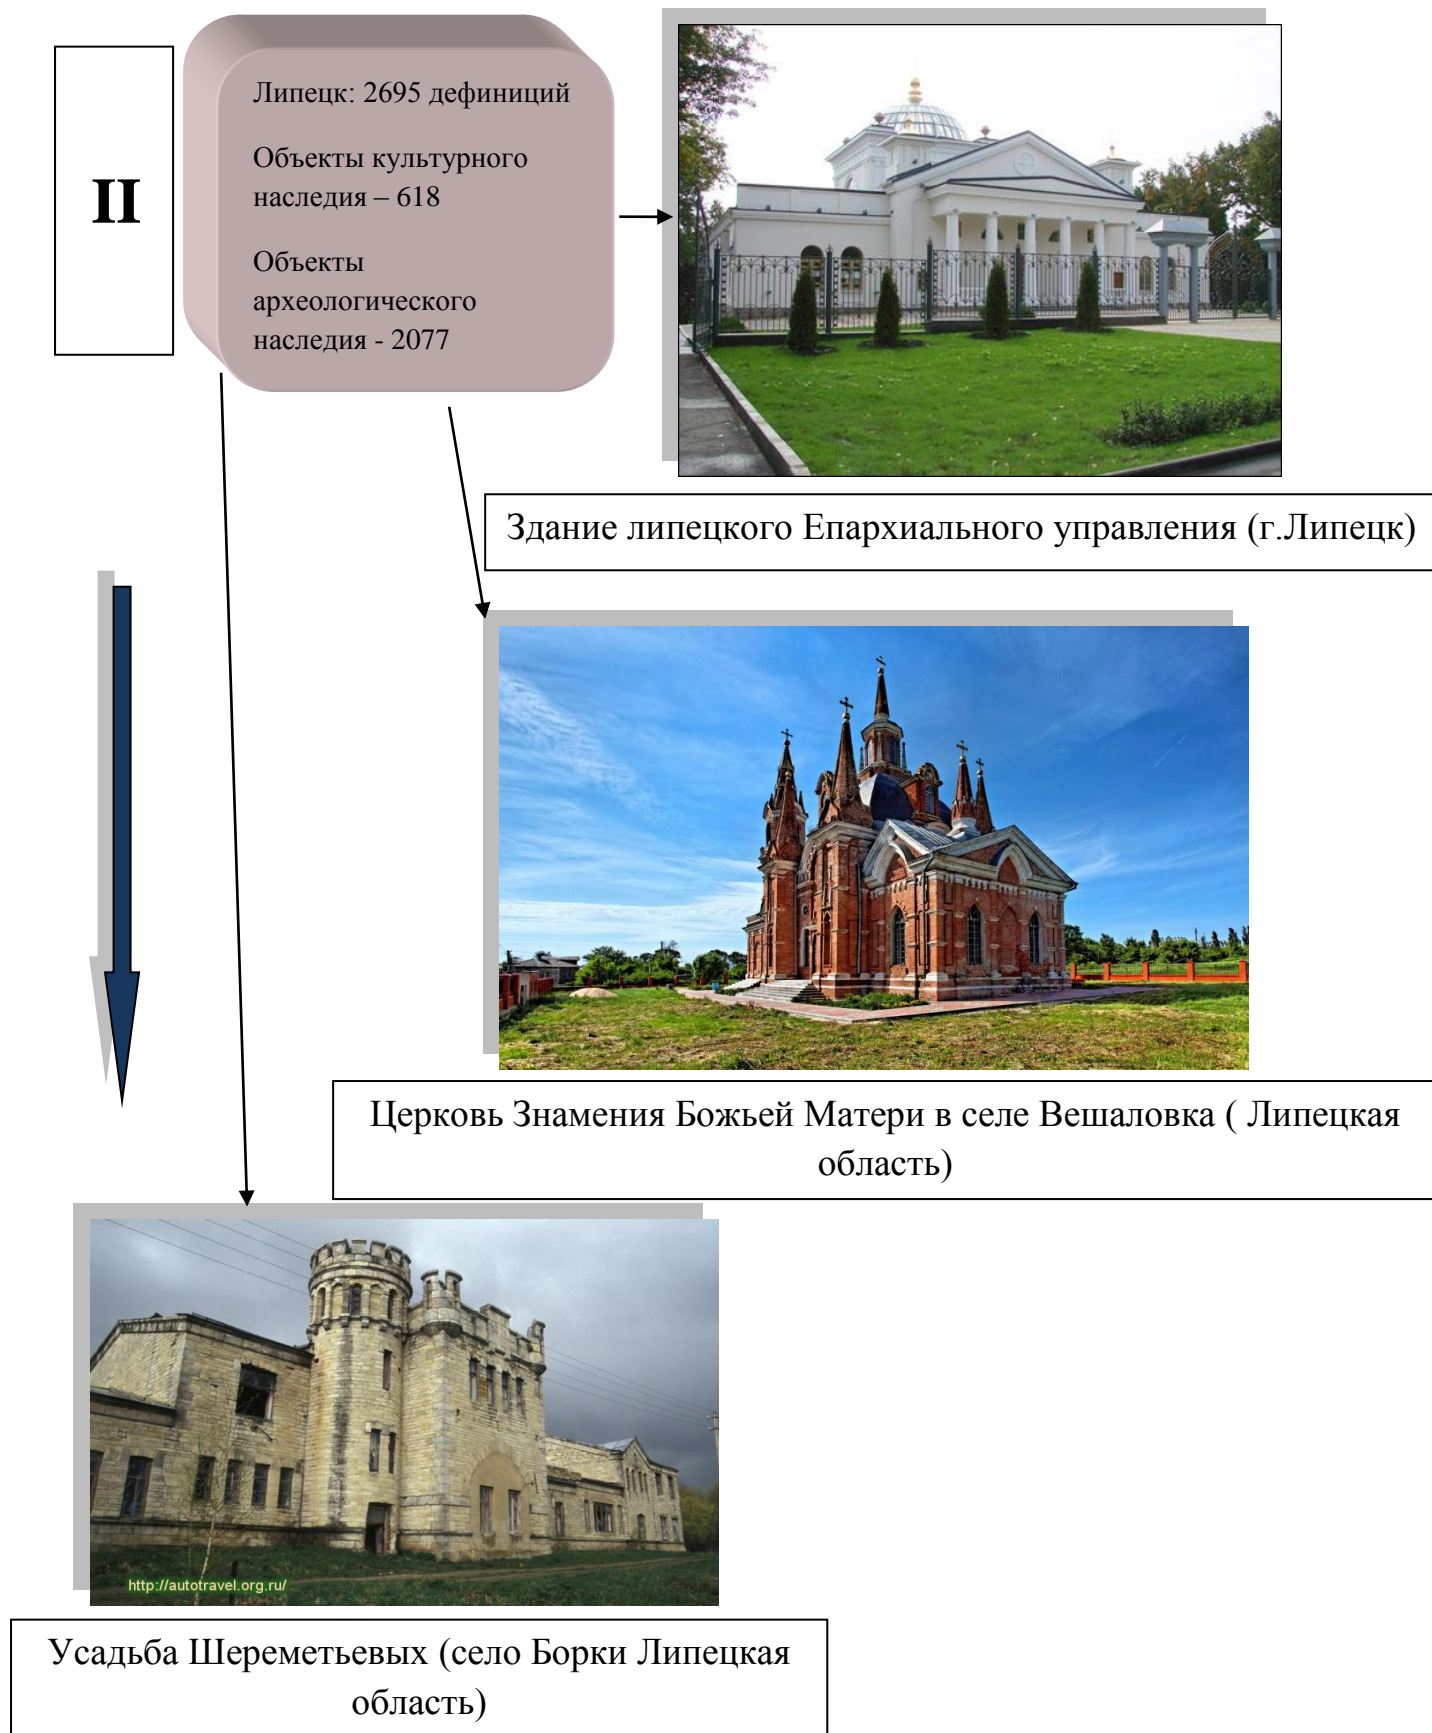 II
Липецк: 2695 дефиниций
Объекты культурного
наследия – 618
Объекты
археологического
наследия - 2077
Здание липецкого Епархиального управления (г.Липецк)
Церковь Знамения Божьей Матери в селе Вешаловка ( Липецкая
область)
http://autotravel.org.ru/
Усадьба Шереметьевых (село Борки Липецкая
область)